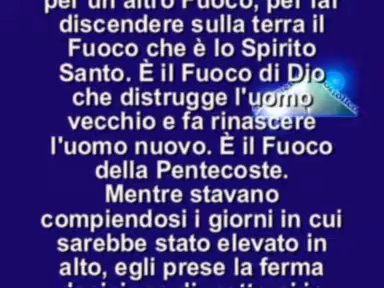 per un altro Fuoco, per far
discendere sulla terra il
Fuoco che è lo Spirito
Santo. È il Fuoco di Dio
che distrugge l'uomo
vecchio e fa rinascere
l'uomo nuovo. È il Fuoco
della Pentecoste.
Mentre stavano
compiendosi i giorni in cui
sarebbe stato elevato in
alto, egli prese la ferma